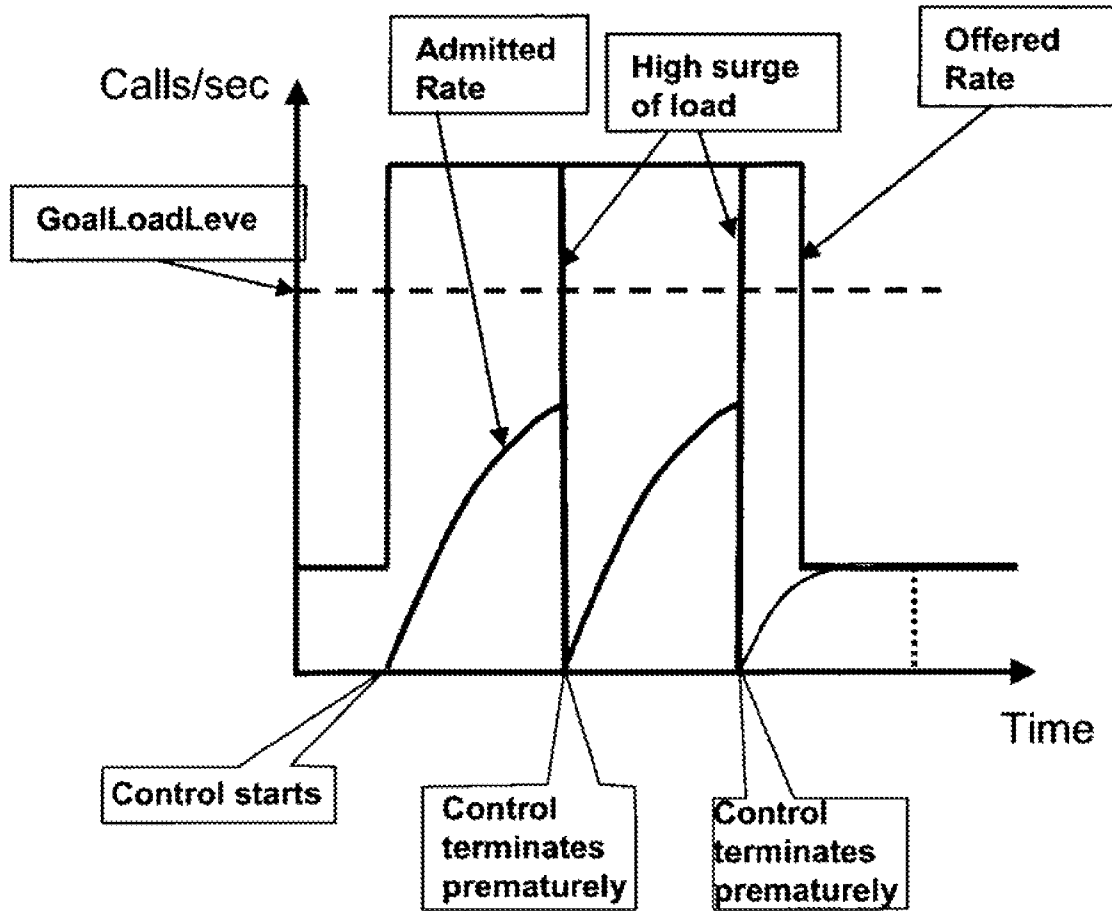 Admitted
Rate
High surge
of load
Offered
Rate
Calls/sec
GoalLoadLeve
Time
Control starts
Control
terminates
prematurely
Control
terminates
prematurely